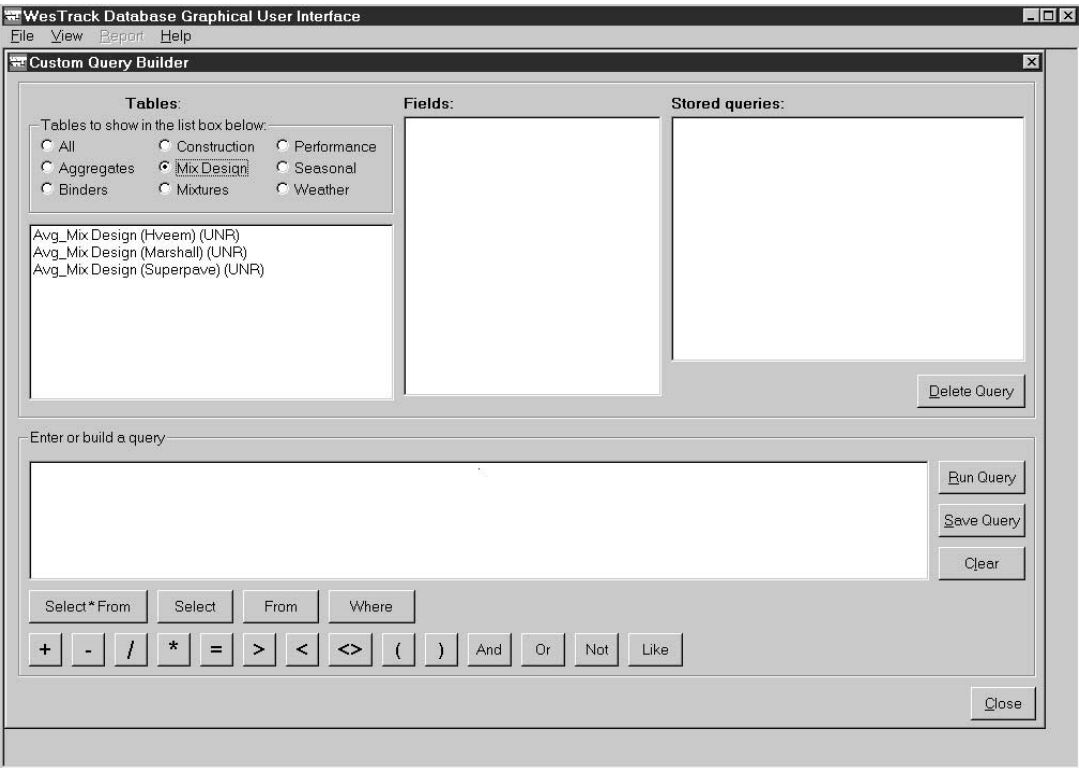 WesTrack Database Graphical User Interface
File View Report Help
Custom Query Builder
Tables: Fields: Stored queries:
Tables to show in the list box below:
All Construction Performance
Aggregates Mix Design Seasonal
Binders Mixtures Weather
Avg_Mix Design (Hveem) (UNR)
Avg_Mix Design (Marshall) (UNR)
Avg_Mix Design (Superpave) (UNR)
Delete Query
Enter or build a query
Run Query
Save Query
Clear
Select * From Select From Where
+ - / * = > < <> ( ) And Or Not Like
Close